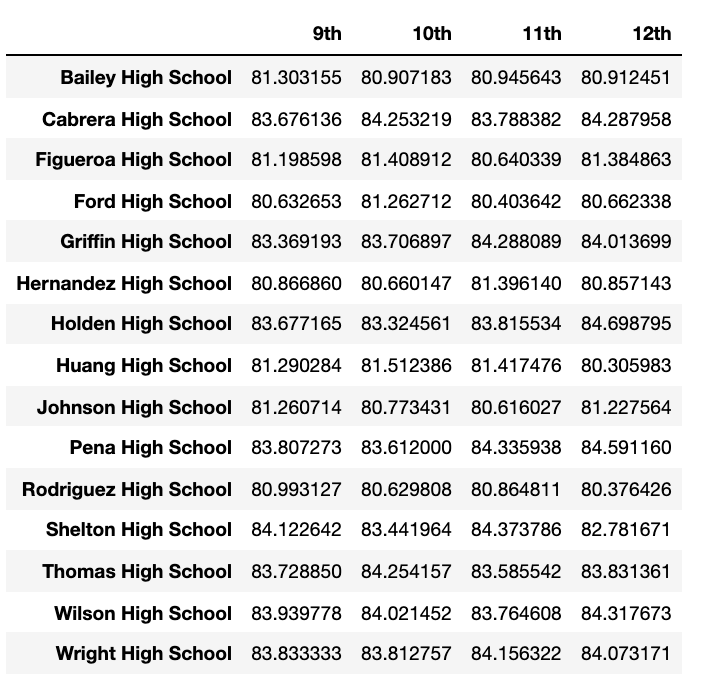 9th 10th 11th 12th
Bailey High School 81.303155 80.907183 80.945643 80.912451
Cabrera High School 83.676136 84.253219 83.788382 84.287958
Figueroa High School 81.198598 81.408912 80.640339 81.384863
Ford High School 80.632653 81.262712 80.403642 80.662338
Griffin High School 83.369193 83.706897 84.288089 84.013699
Hernandez High School 80.866860 80.660147 81.396140 80.857143
Holden High School 83.677165 83.324561 83.815534 84.698795
Huang High School 81.290284 81.512386 81.417476 80.305983
Johnson High School 81.260714 80.773431 80.616027 81.227564
Pena High School 83.807273 83.612000 84.335938 84.591160
Rodriguez High School 80.993127 80.629808 80.864811 80.376426
Shelton High School 84.122642 83.441964 84.373786 82.781671
Thomas High School 83.728850 84.254157 83.585542 83.831361
Wilson High School 83.939778 84.021452 83.764608 84.317673
Wright High School 83.833333 83.812757 84.156322 84.073171